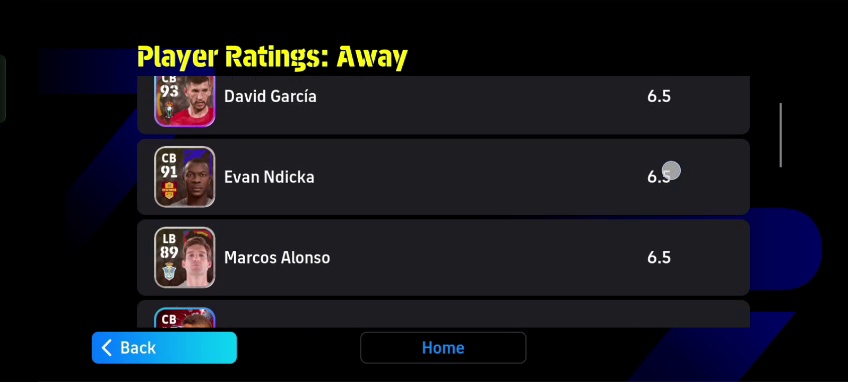 Player Ratings: Away
CB
93
David García
6.5
CB
91
Evan Ndicka
6.5
LB
89
Marcos Alonso
6.5
CB
Back
Home